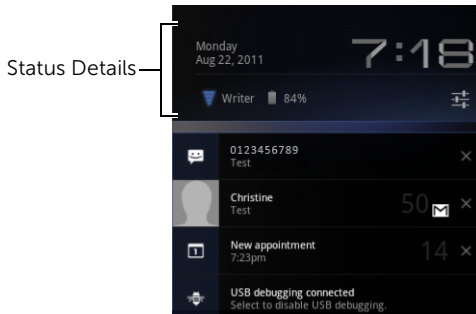 Monday
Aug 22, 2011
7:18
Status Details
Writer 84%
0123456789
Test
Christine
Test
50
1
New appointment
7:23pm
14
USB debugging connected
Select to disable USB debugging.